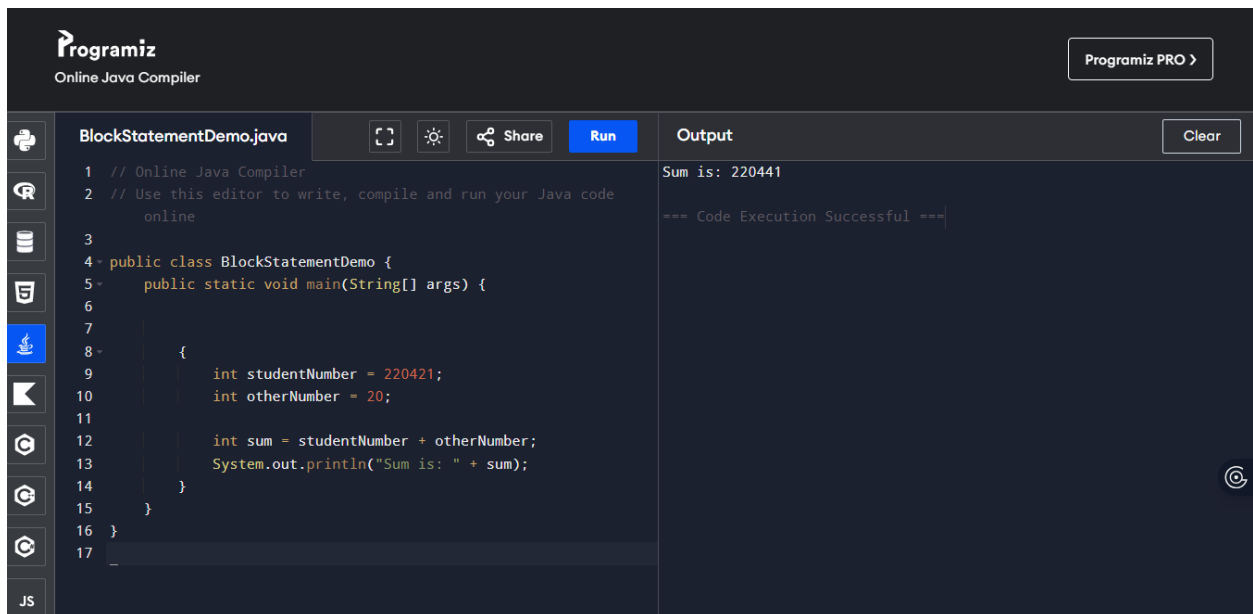 Programiz
Online Java Compiler
Programiz PRO >
BlockStatementDemo.java
Share
Run
Output
Clear
1 // Online Java Compiler
2 // Use this editor to write, compile and run your Java code
online
3
4 public class BlockStatementDemo {
5 public static void main(String[] args) {
6
7
8 {
9 int studentNumber = 220421;
10 int otherNumber = 20;
11
12 int sum = studentNumber + otherNumber;
13 System.out.println("Sum is: " + sum);
14 }
15 }
16 }
17
Sum is: 220441
=== Code Execution Successful ===
R
5
C
C++
C
JS